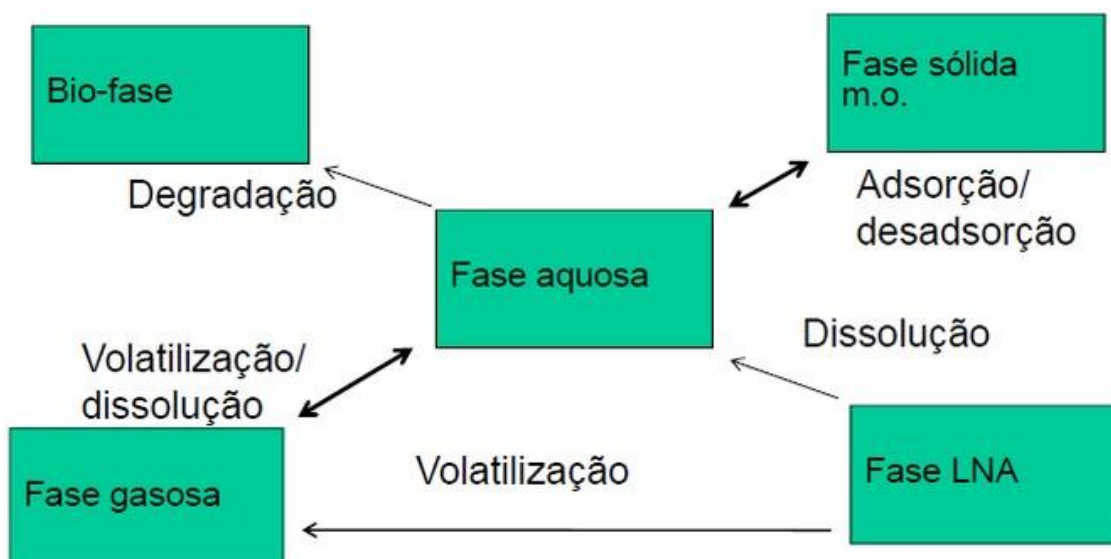 Bio-fase
Fase sólida
m.o.
Degradação
Adsorção/
desadsorção
Fase aquosa
Dissolução
Volatilização/
dissolução
Volatilização
Fase gasosa
Fase LNA